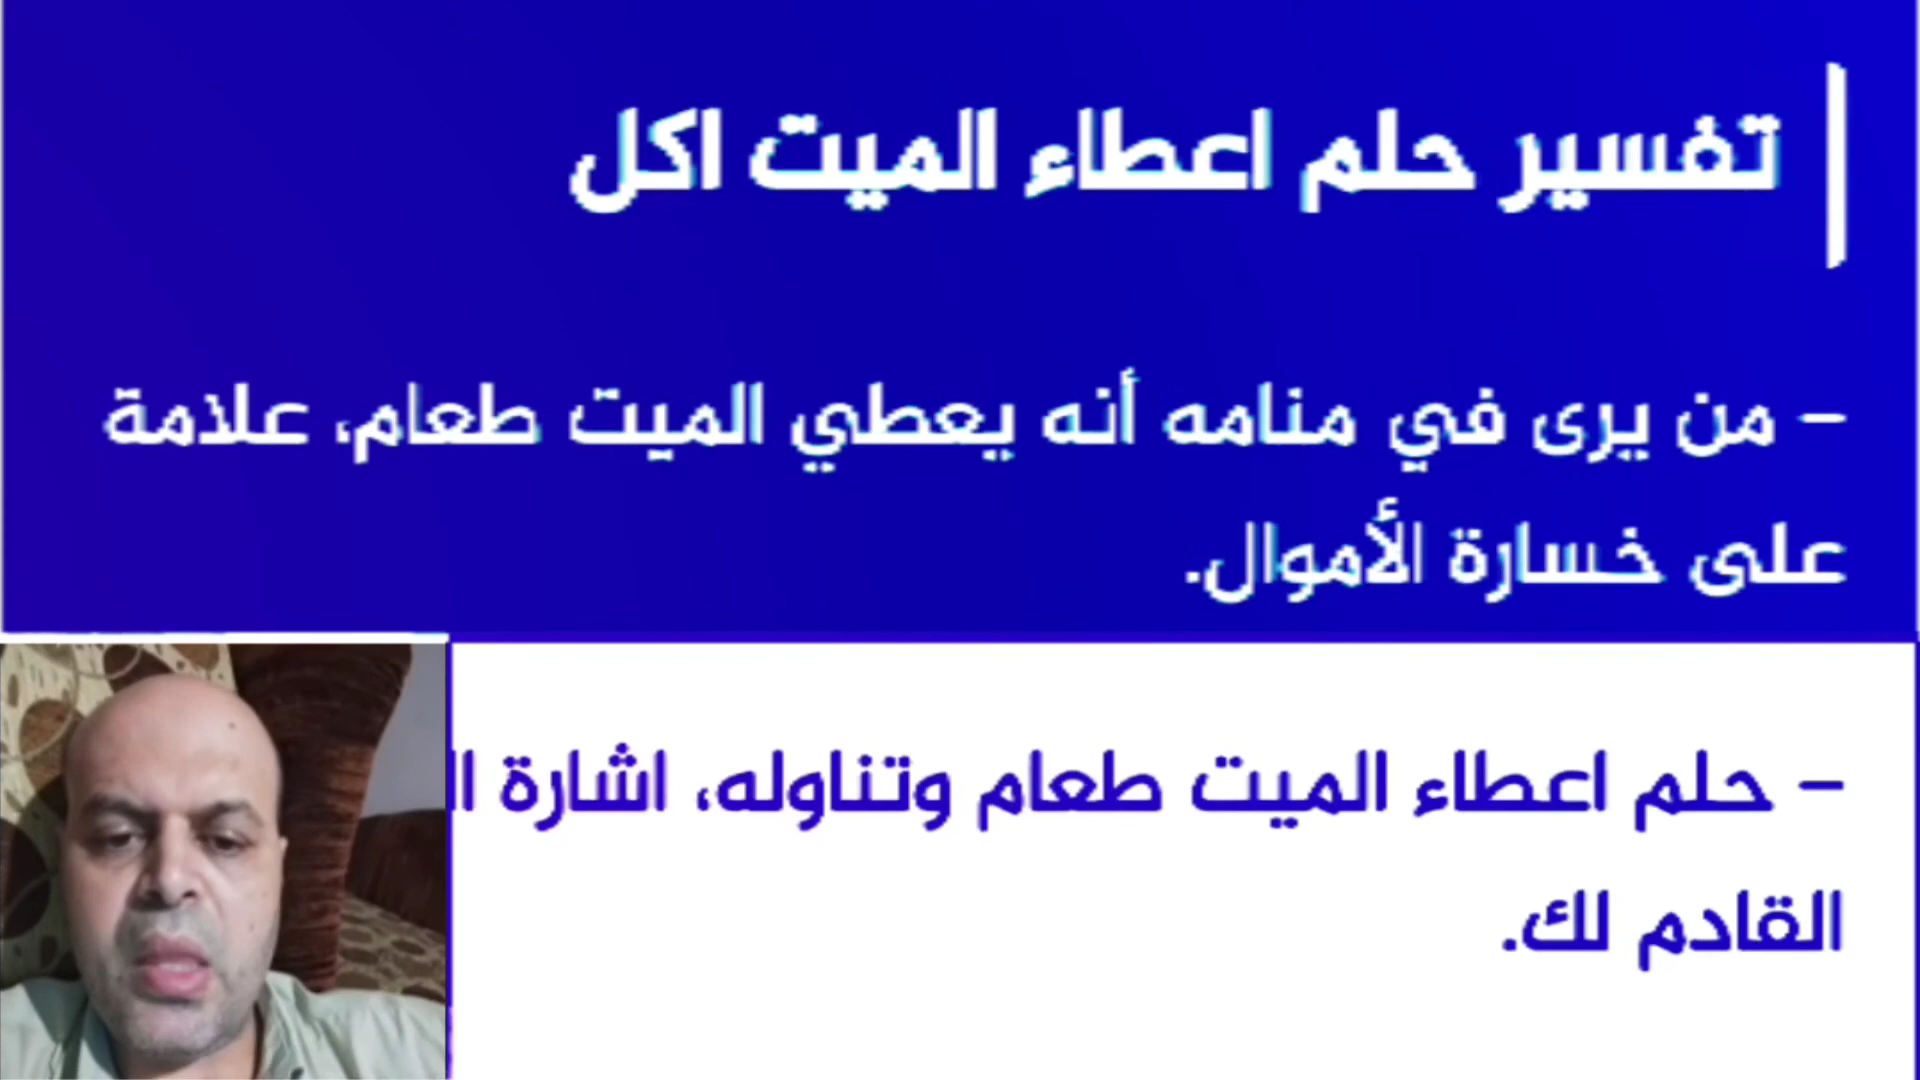 تفسير حلم اعطاء الميت اكل
– من يرى في منامه أنه يعطي الميت طعام، علامة
على خسارة الأموال.
– حلم اعطاء الميت طعام وتناوله، اشارة
القادم لك.